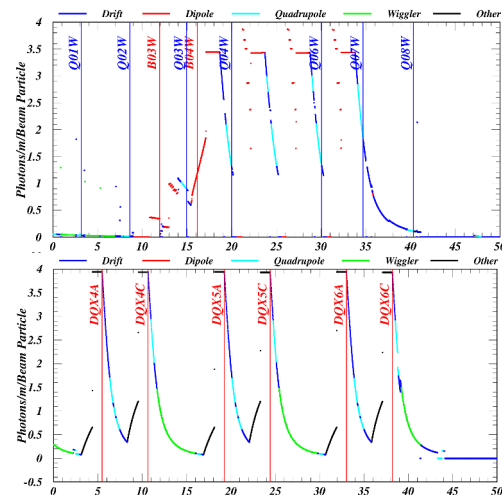 Drift Dipole Quadrupole Wiggler Other
Photons/m/Beam Particle
4
3.5
3
2.5
2
1.5
1
0.5
0
Q01W
Q02W
B03W
Q03W
B04W
Q04W
Q06W
Q07W
Q08W
0 5 10 15 20 25 30 35 40 45 50
Drift Dipole Quadrupole Wiggler Other
Photons/m/Beam Particle
4
3.5
3
2.5
2
1.5
1
0.5
0
-0.5
DQX4A
DQX4C
DQX5A
DQX5C
DQX6A
DQX6C
0 5 10 15 20 25 30 35 40 45 50